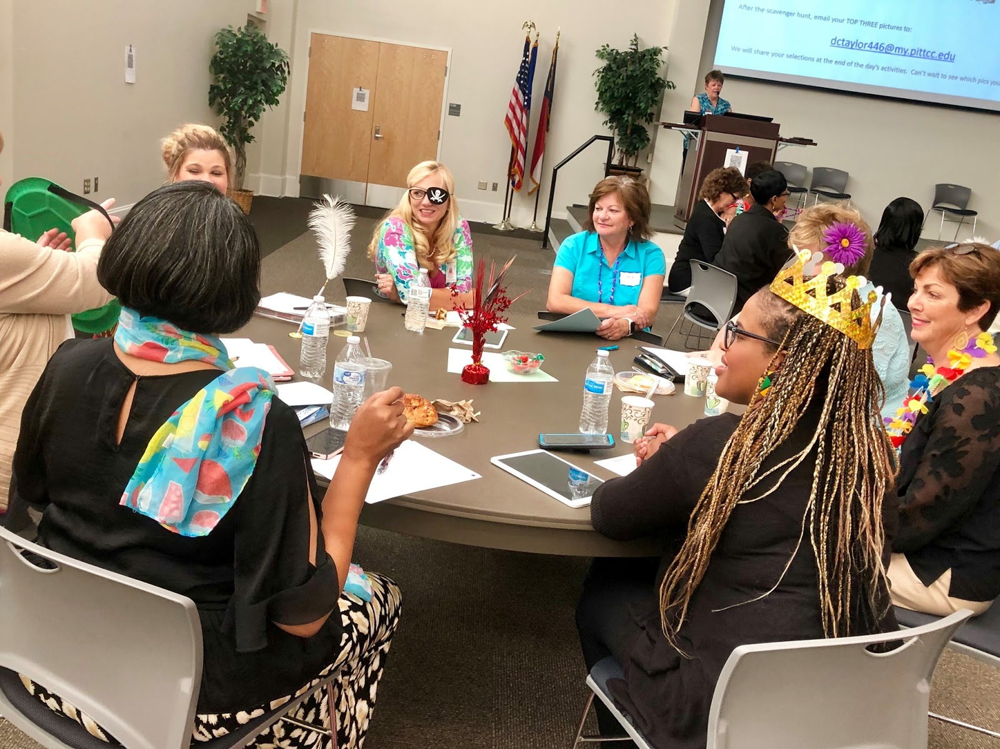 After the scavenger hunt, email your TOP THREE pictures to:
dctaylor446@my.pittcc.edu
We will share your selections at the end of the day's activities. Can't wait to see which pics you